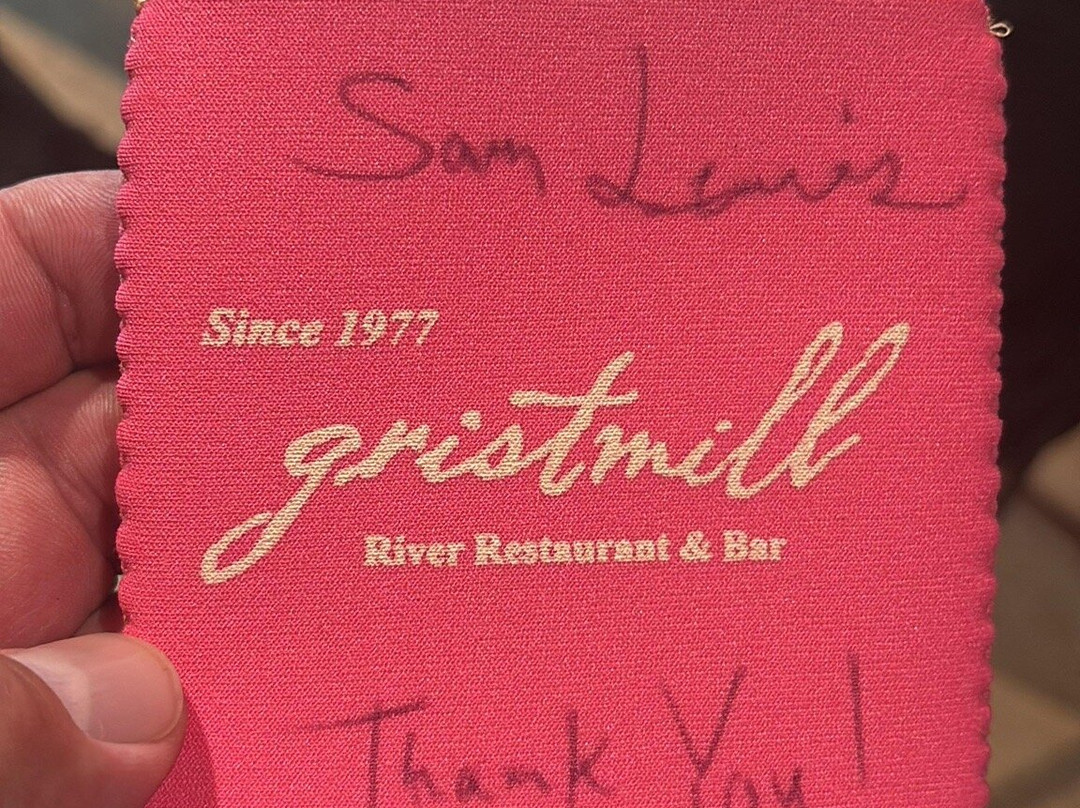 Sam Lewis
Since 1977
gristmill
River Restaurant & Bar
Thank You!